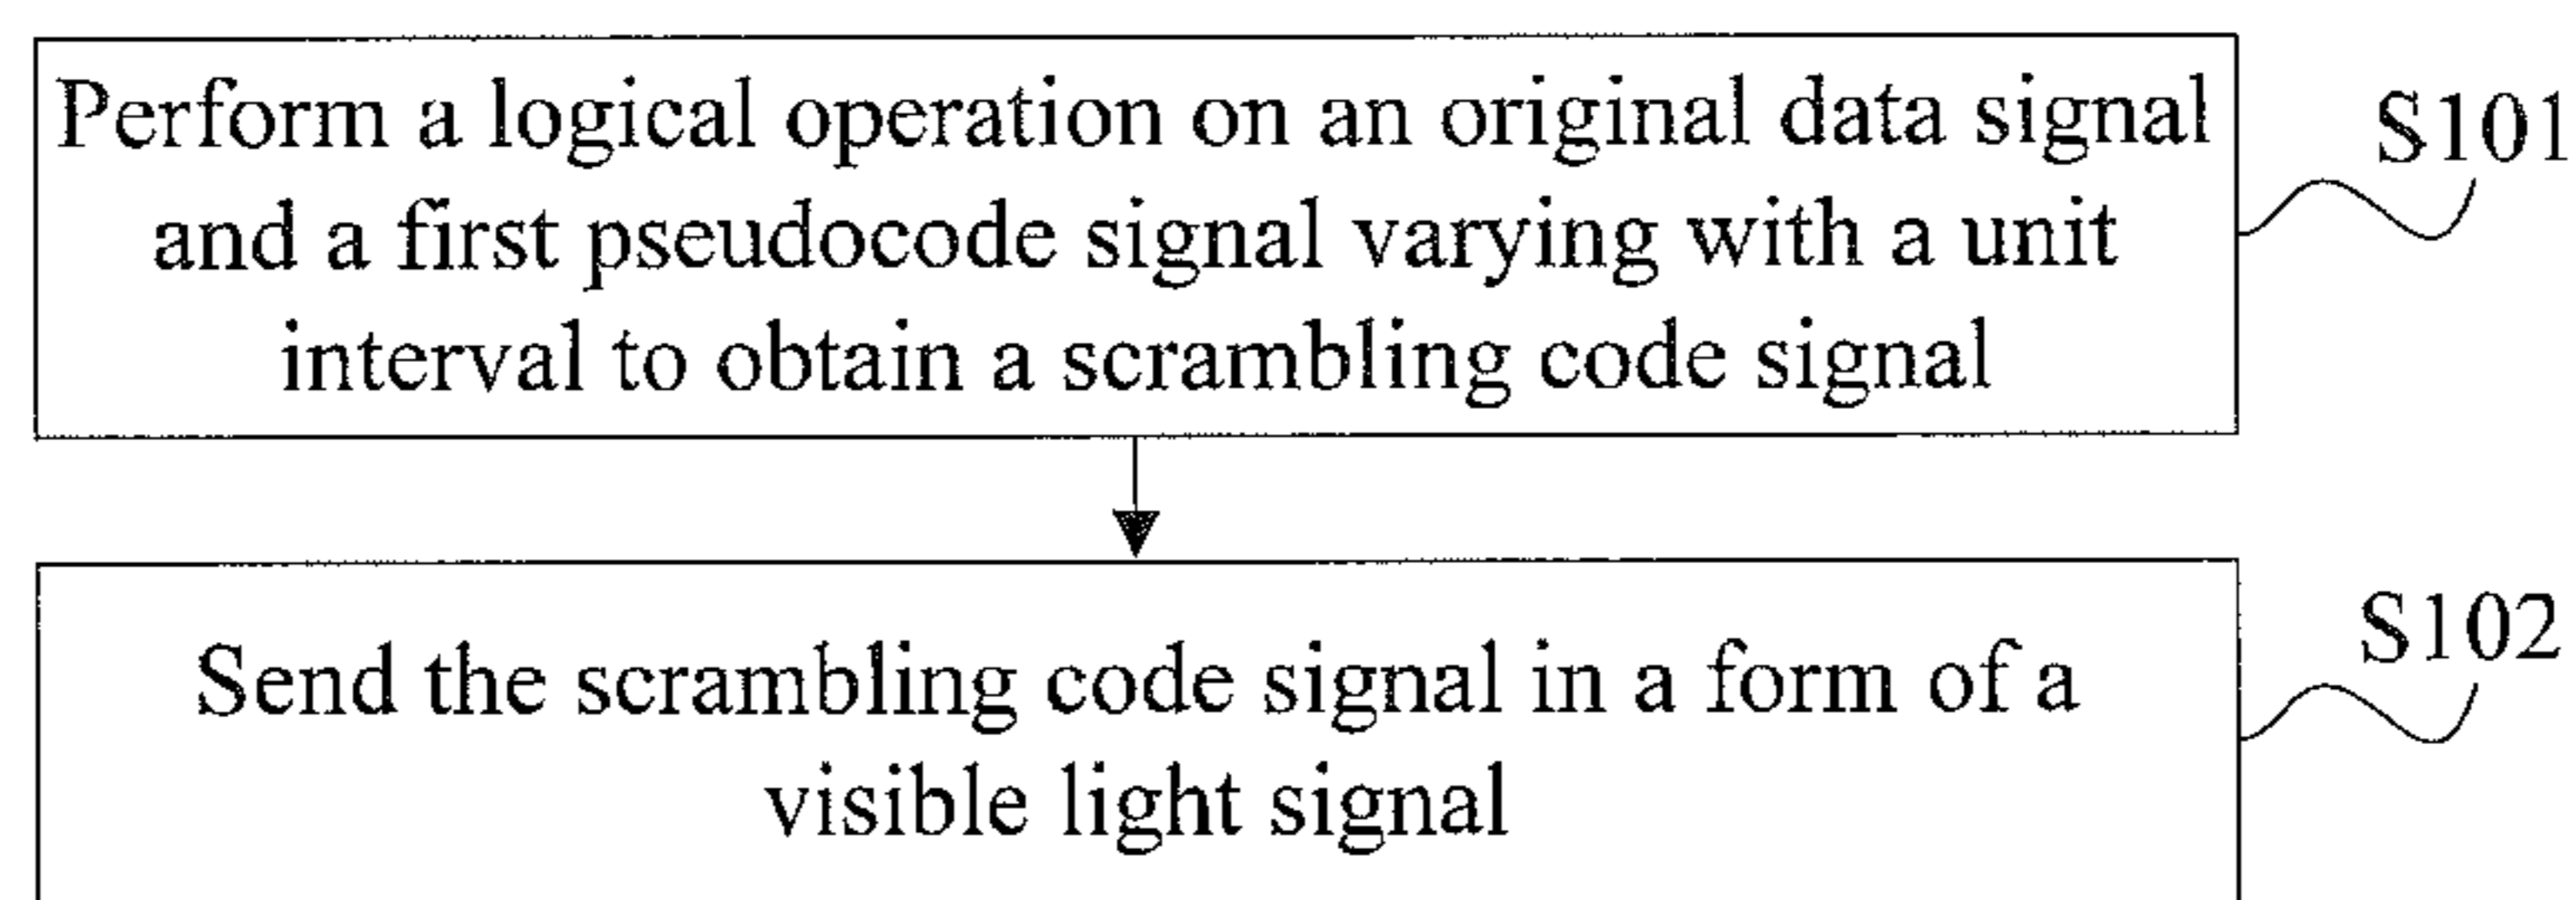 Perform a logical operation on an original data signal
and a first pseudocode signal varying with a unit
interval to obtain a scrambling code signal
S101
Send the scrambling code signal in a form of a
visible light signal
S102